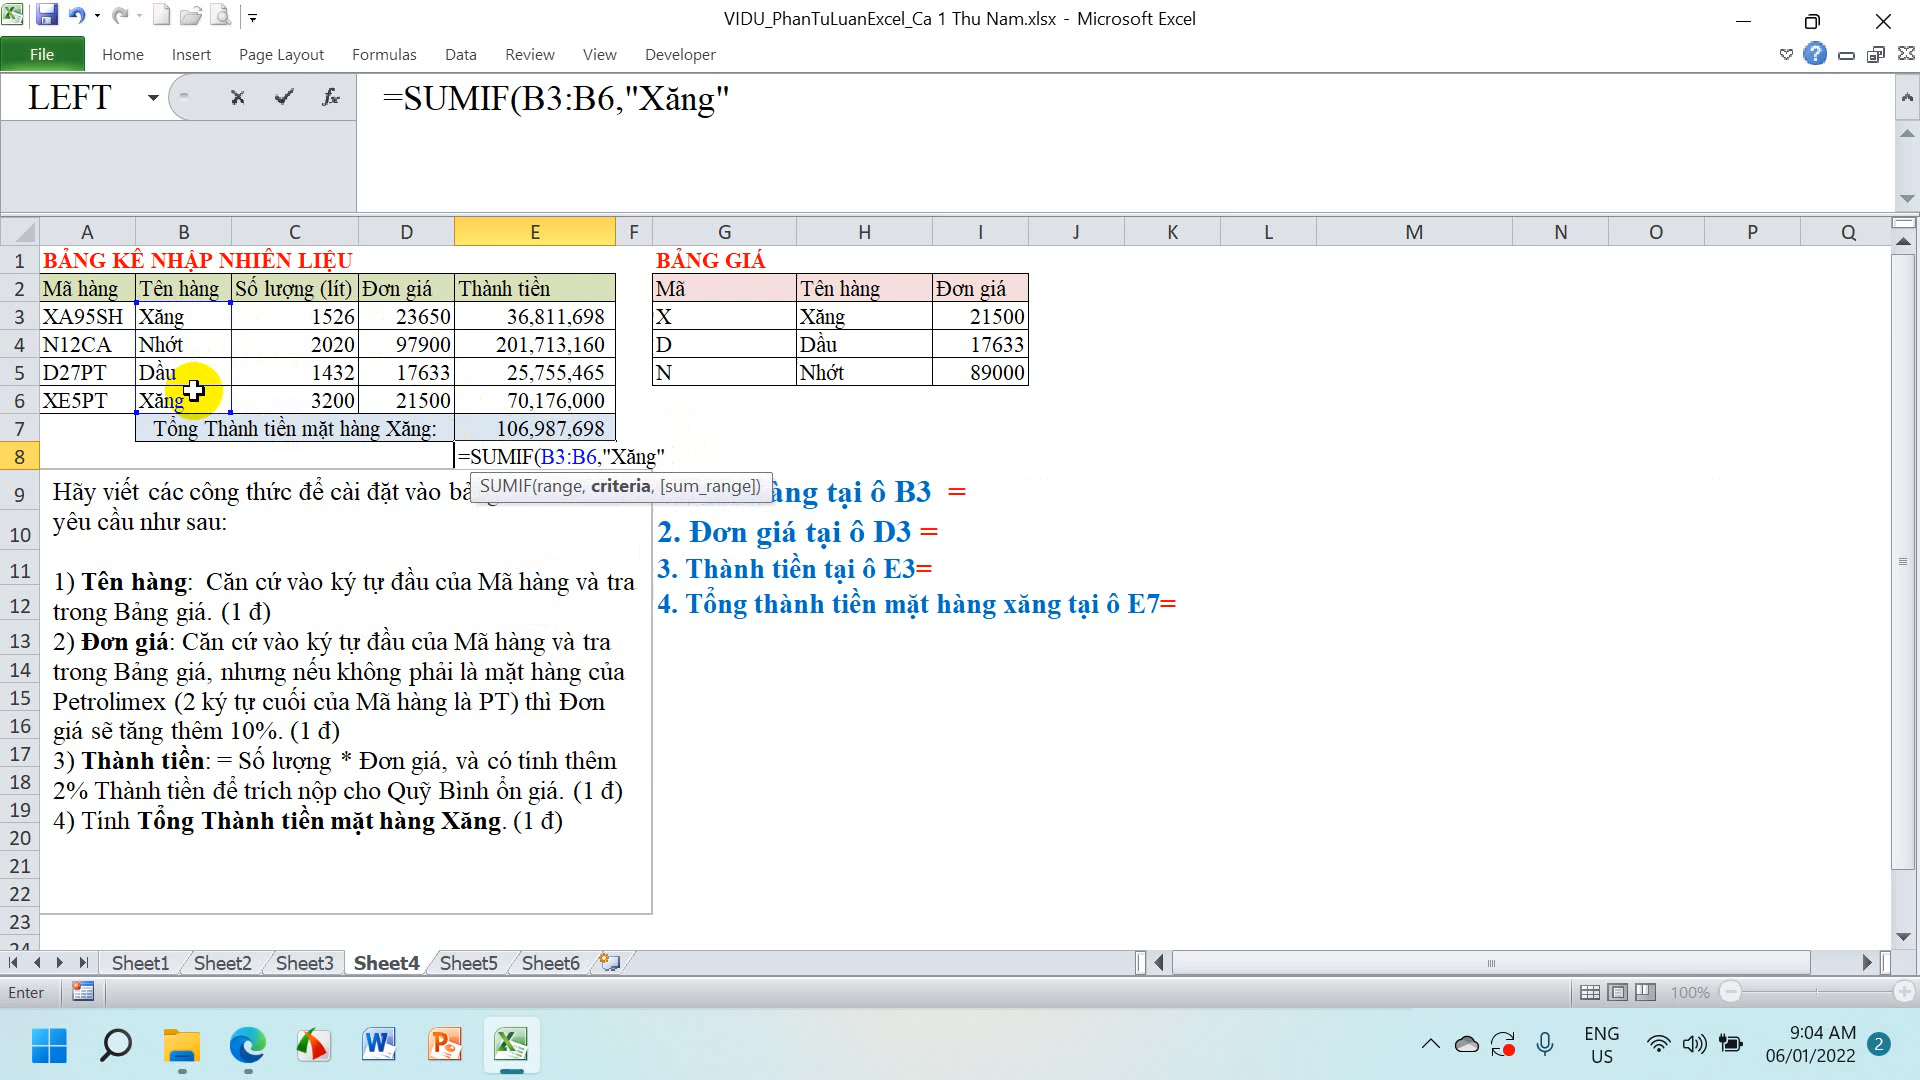 VIDU_PhanTuLuanExcel_Ca 1 Thu Nam.xlsx - Microsoft Excel
File Home Insert Page Layout Formulas Data Review View Developer
LEFT =SUMIF(B3:B6,"Xăng"
A B C D E F G H I J K L M N O P Q
1 BẢNG KÊ NHẬP NHIÊN LIỆU BẢNG GIÁ
2 Mã hàng Tên hàng Số lượng (lít) Đơn giá Thành tiền Mã Tên hàng Đơn giá
3 XA95SH Xăng 1526 23650 36,811,698 X Xăng 21500
4 N12CA Nhớt 2020 97900 201,713,160 D Dầu 17633
5 D27PT Dầu 1432 17633 25,755,465 N Nhớt 89000
6 XE5PT Xăng 3200 21500 70,176,000
7 Tổng Thành tiền mặt hàng Xăng: 106,987,698
8 =SUMIF(B3:B6,"Xăng"
SUMIF(range, criteria, [sum_range])
9 Hãy viết các công thức để cài đặt vào bảng
àng tại ô B3 =
10 yêu cầu như sau:
2. Đơn giá tại ô D3 =
11 3. Thành tiền tại ô E3=
1) Tên hàng: Căn cứ vào ký tự đầu của Mã hàng và tra
12 trong Bảng giá. (1 đ)
4. Tổng thành tiền mặt hàng xăng tại ô E7=
13 2) Đơn giá: Căn cứ vào ký tự đầu của Mã hàng và tra
14 trong Bảng giá, nhưng nếu không phải là mặt hàng của
15 Petrolimex (2 ký tự cuối của Mã hàng là PT) thì Đơn
16 giá sẽ tăng thêm 10%. (1 đ)
17 3) Thành tiền: = Số lượng * Đơn giá, và có tính thêm
18 2% Thành tiền để trích nộp cho Quỹ Bình ổn giá. (1 đ)
19 4) Tính Tổng Thành tiền mặt hàng Xăng. (1 đ)
20
21
22
23
24
Sheet1 Sheet2 Sheet3 Sheet4 Sheet5 Sheet6
Enter 100%
ENG 9:04 AM
US 06/01/2022 2